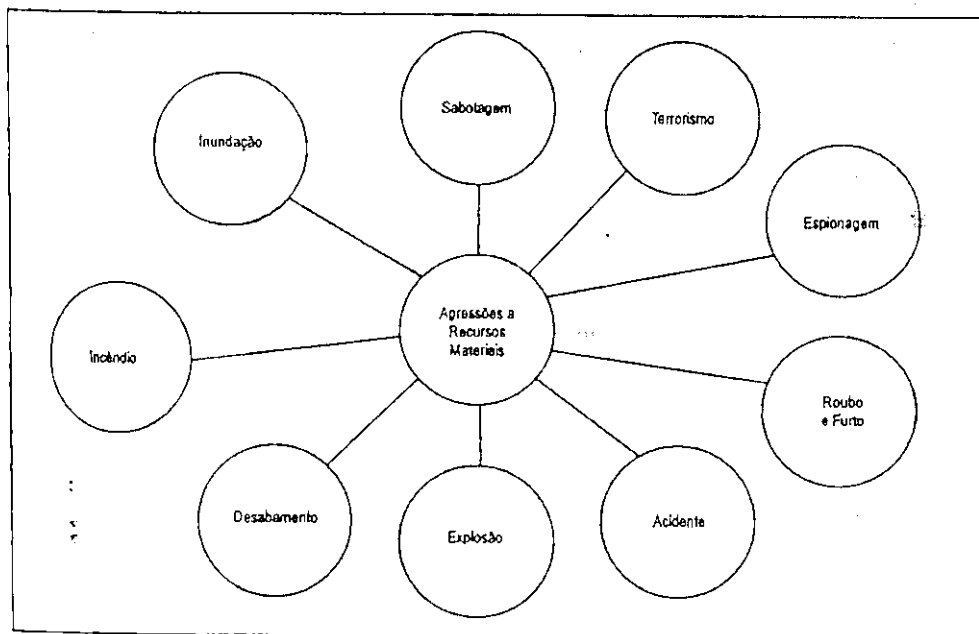 Sabotagem
Terrorismo
Inundação
Espionagem
Agressões a
Recursos
Materiais
Incêndio
Roubo
e Furto
Desabamento
Explosão
Acidente